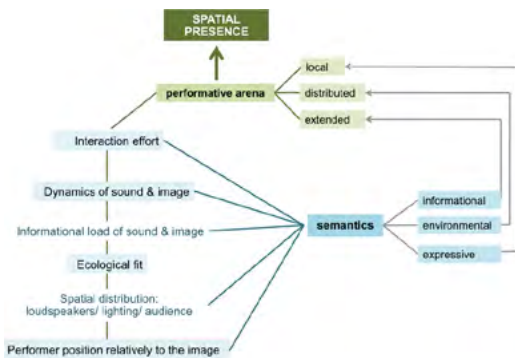 SPATIAL
PRESENCE
performative arena
local
distributed
extended
Interaction effort
Dynamics of sound & image
Informational load of sound & image
Ecological fit
Spatial distribution:
loudspeakers/ lighting/ audience
Performer position relatively to the image
semantics
informational
environmental
expressive